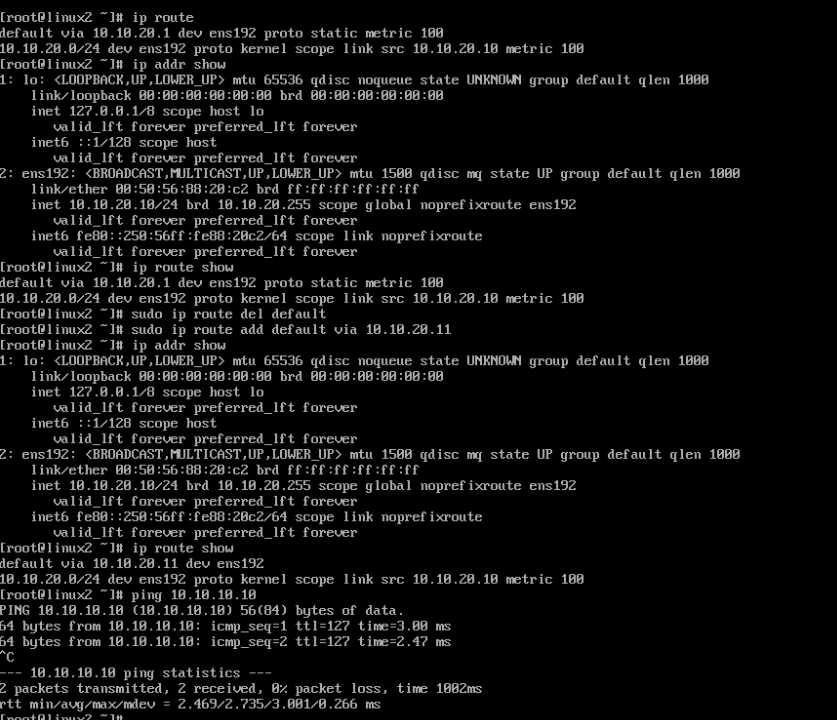 [root@linux2 ~]# ip route
default via 10.10.20.1 dev ens192 proto static metric 100
10.10.20.0/24 dev ens192 proto kernel scope link src 10.10.20.10 metric 100
[root@linux2 ~]# ip addr show
1: lo: <LOOPBACK,UP,LOWER_UP> mtu 65536 qdisc noqueue state UNKNOWN group default qlen 1000
    link/loopback 00:00:00:00:00:00 brd 00:00:00:00:00:00
    inet 127.0.0.1/8 scope host lo
       valid_lft forever preferred_lft forever
    inet6 ::1/128 scope host
       valid_lft forever preferred_lft forever
2: ens192: <BROADCAST,MULTICAST,UP,LOWER_UP> mtu 1500 qdisc mq state UP group default qlen 1000
    link/ether 00:50:56:88:20:c2 brd ff:ff:ff:ff:ff:ff
    inet 10.10.20.10/24 brd 10.10.20.255 scope global noprefixroute ens192
       valid_lft forever preferred_lft forever
    inet6 fe80::250:56ff:fe88:20c2/64 scope link noprefixroute
       valid_lft forever preferred_lft forever
[root@linux2 ~]# ip route show
default via 10.10.20.1 dev ens192 proto static metric 100
10.10.20.0/24 dev ens192 proto kernel scope link src 10.10.20.10 metric 100
[root@linux2 ~]# sudo ip route del default
[root@linux2 ~]# sudo ip route add default via 10.10.20.11
[root@linux2 ~]# ip addr show
1: lo: <LOOPBACK,UP,LOWER_UP> mtu 65536 qdisc noqueue state UNKNOWN group default qlen 1000
    link/loopback 00:00:00:00:00:00 brd 00:00:00:00:00:00
    inet 127.0.0.1/8 scope host lo
       valid_lft forever preferred_lft forever
    inet6 ::1/128 scope host
       valid_lft forever preferred_lft forever
2: ens192: <BROADCAST,MULTICAST,UP,LOWER_UP> mtu 1500 qdisc mq state UP group default qlen 1000
    link/ether 00:50:56:88:20:c2 brd ff:ff:ff:ff:ff:ff
    inet 10.10.20.10/24 brd 10.10.20.255 scope global noprefixroute ens192
       valid_lft forever preferred_lft forever
    inet6 fe80::250:56ff:fe88:20c2/64 scope link noprefixroute
       valid_lft forever preferred_lft forever
[root@linux2 ~]# ip route show
default via 10.10.20.11 dev ens192
10.10.20.0/24 dev ens192 proto kernel scope link src 10.10.20.10 metric 100
[root@linux2 ~]# ping 10.10.10.10
PING 10.10.10.10 (10.10.10.10) 56(84) bytes of data.
64 bytes from 10.10.10.10: icmp_seq=1 ttl=127 time=3.00 ms
64 bytes from 10.10.10.10: icmp_seq=2 ttl=127 time=2.47 ms
^C
--- 10.10.10.10 ping statistics ---
2 packets transmitted, 2 received, 0% packet loss, time 1002ms
rtt min/avg/max/mdev = 2.469/2.735/3.001/0.266 ms
[root@linux2 ~]#